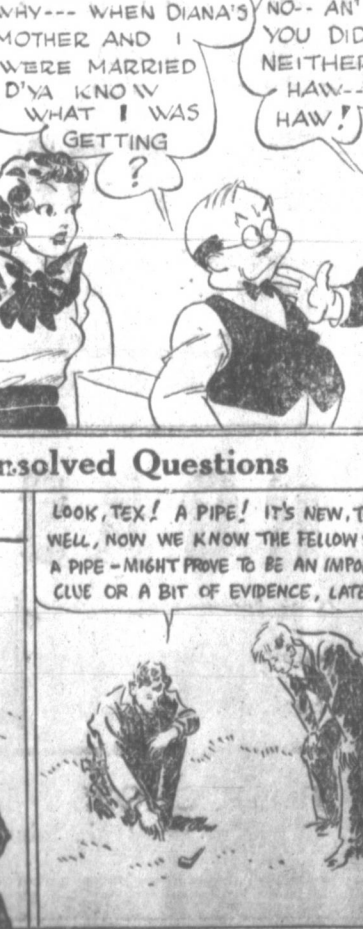 WHY--- WHEN DIANA'S
MOTHER AND I
WERE MARRIED
D'YA KNOW
WHAT I WAS
GETTING
?
NO-- AN'
YOU DID
NEITHER
HAW--
HAW!
nsolved Questions
LOOK, TEX! A PIPE! IT'S NEW, T
WELL, NOW WE KNOW THE FELLOW
A PIPE - MIGHT PROVE TO BE AN IMPO
CLUE OR A BIT OF EVIDENCE, LATE